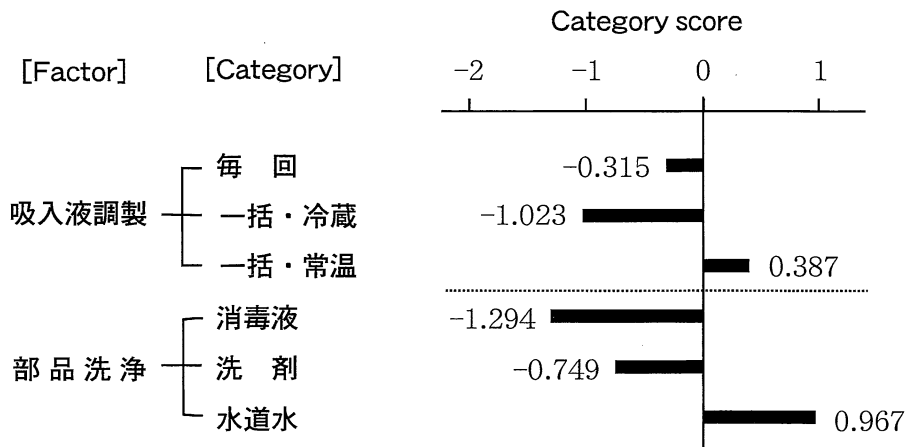 Category score
[Factor] [Category] -2 -1 0 1
毎 回 -0.315
吸入液調製 一括・冷蔵 -1.023
一括・常温 0.387
消毒液 -1.294
部品洗浄 洗 剤 -0.749
水道水 0.967